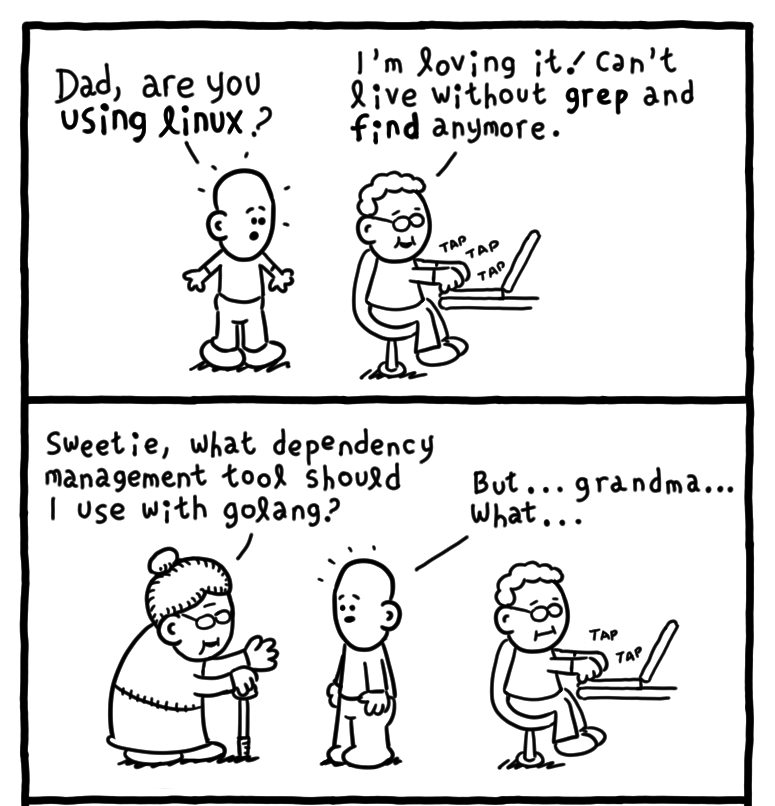 Dad, are you
using linux?
I'm loving it! Can't
live without grep and
find anymore.
TAP
TAP
TAP
Sweetie, what dependency
management tool should
I use with golang?
But... grandma...
What...
TAP
TAP